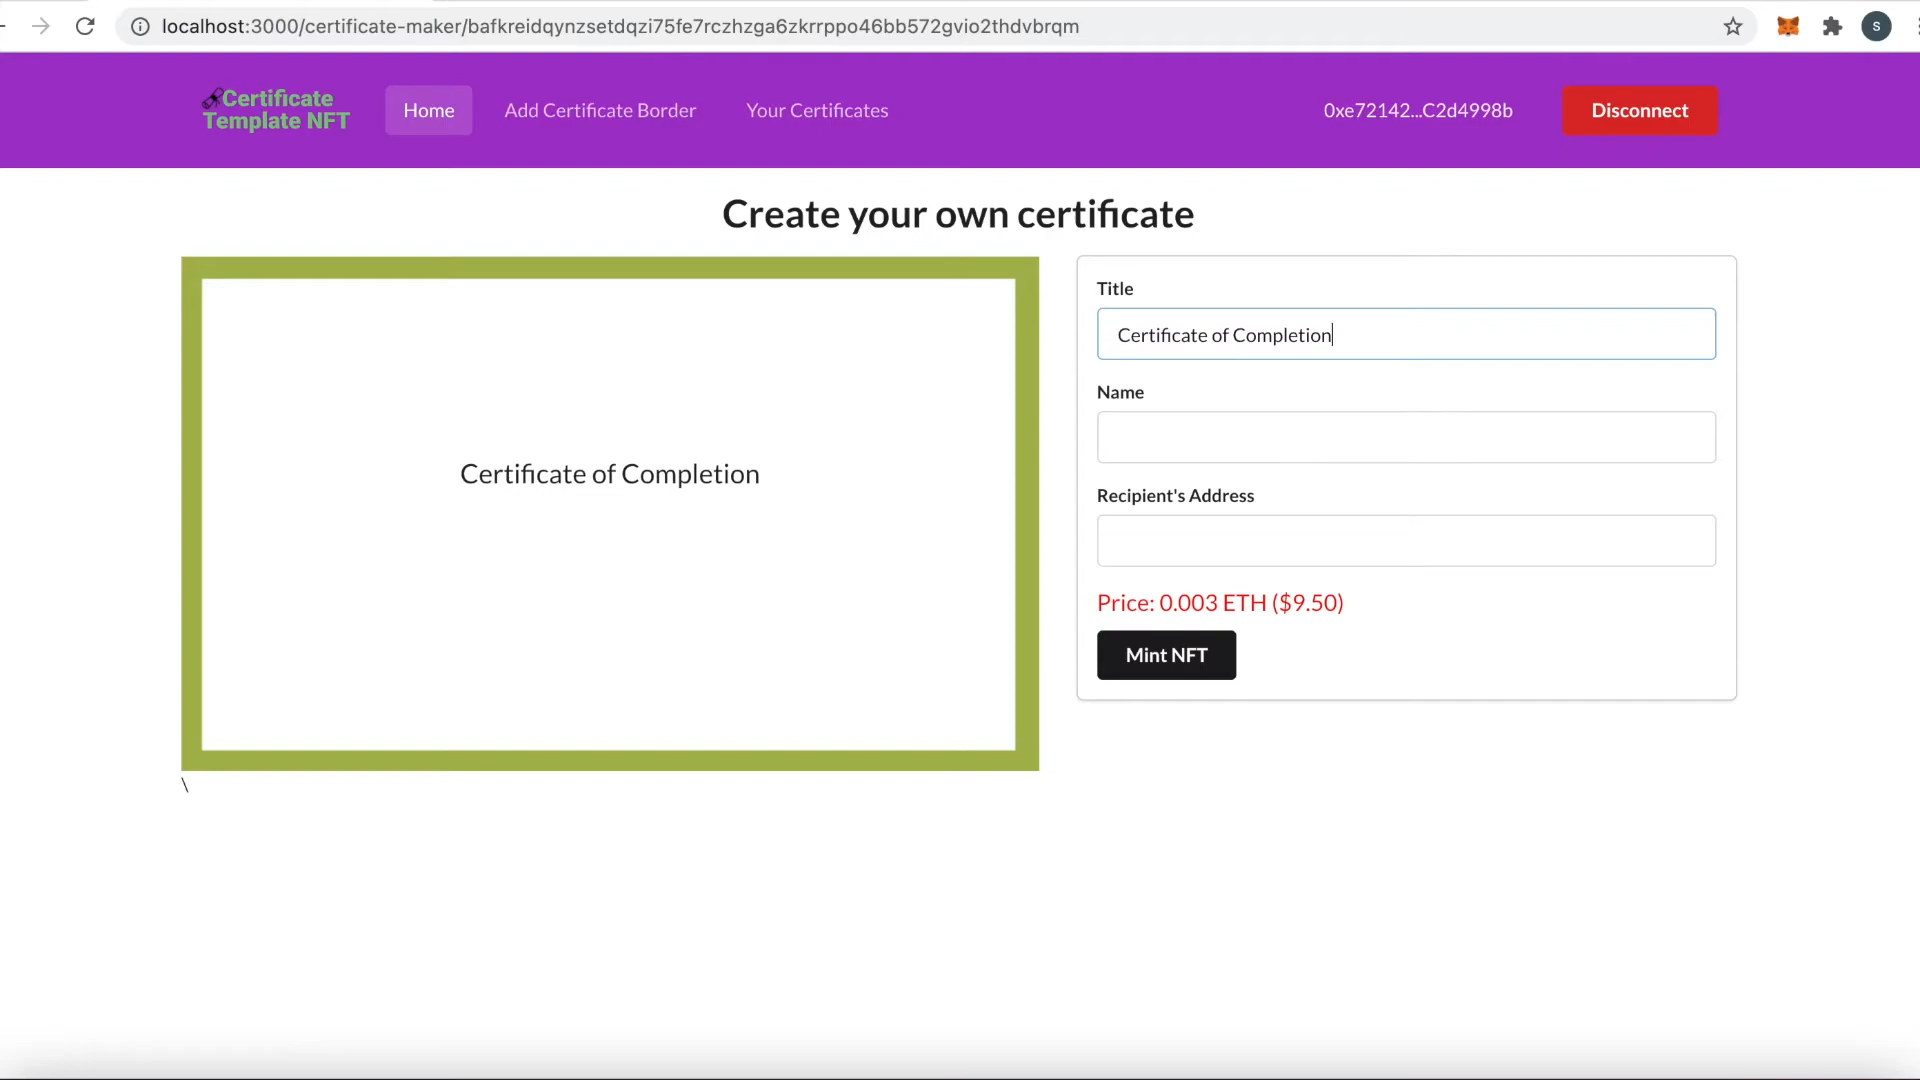 localhost:3000/certificate-maker/bafkreidqynzsetdqzi75fe7rczhzga6zkrrppo46bb572gvio2thdvbrqm
S
Certificate
Template NFT
Home
Add Certificate Border
Your Certificates
0xe72142...C2d4998b
Disconnect
Create your own certificate
Certificate of Completion
\
Title
Certificate of Completion
Name
Recipient's Address
Price: 0.003 ETH ($9.50)
Mint NFT